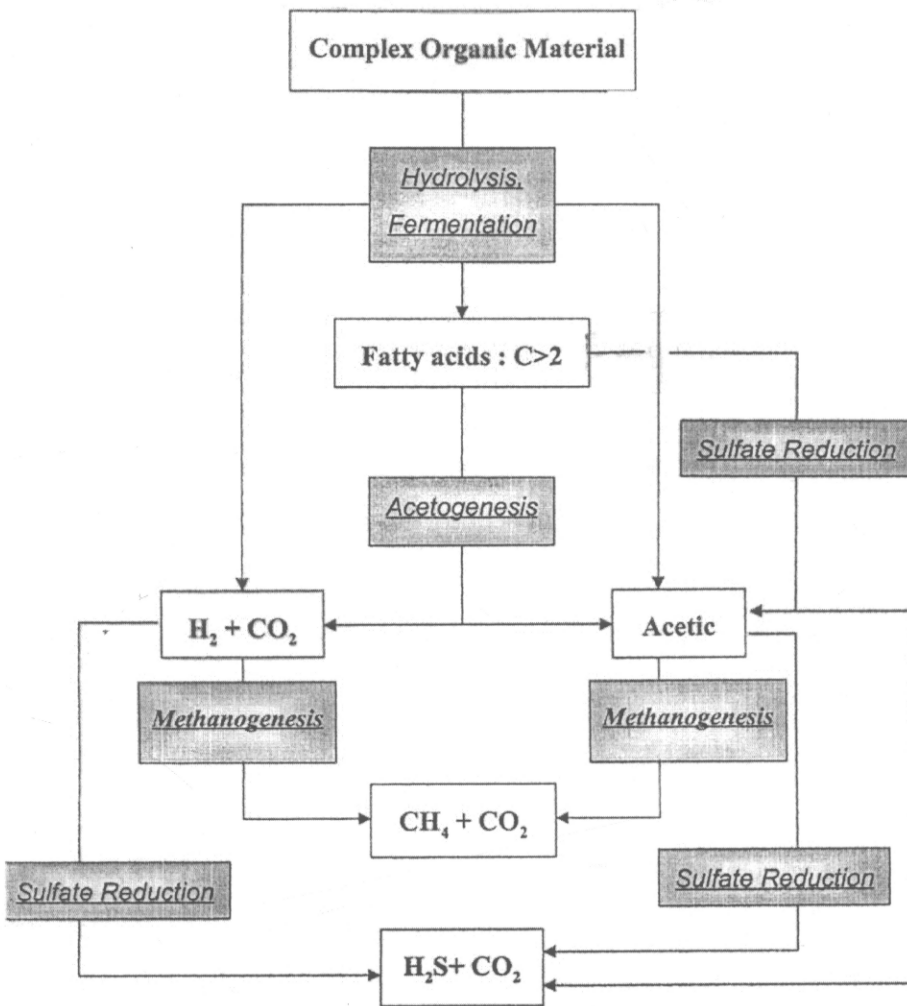 Complex Organic Material
Hydrolysis,
Fermentation
Fatty acids : C>2
Sulfate Reduction
Acetogenesis
H₂ + CO₂
Acetic
Methanogenesis
Methanogenesis
CH₄ + CO₂
Sulfate Reduction
Sulfate Reduction
H₂S+ CO₂